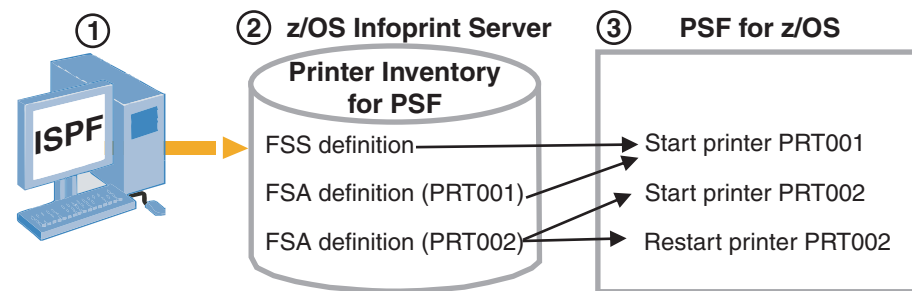 1
2 z/OS Infoprint Server
3 PSF for z/OS
ISPF
Printer Inventory
for PSF
FSS definition
FSA definition (PRT001)
FSA definition (PRT002)
Start printer PRT001
Start printer PRT002
Restart printer PRT002